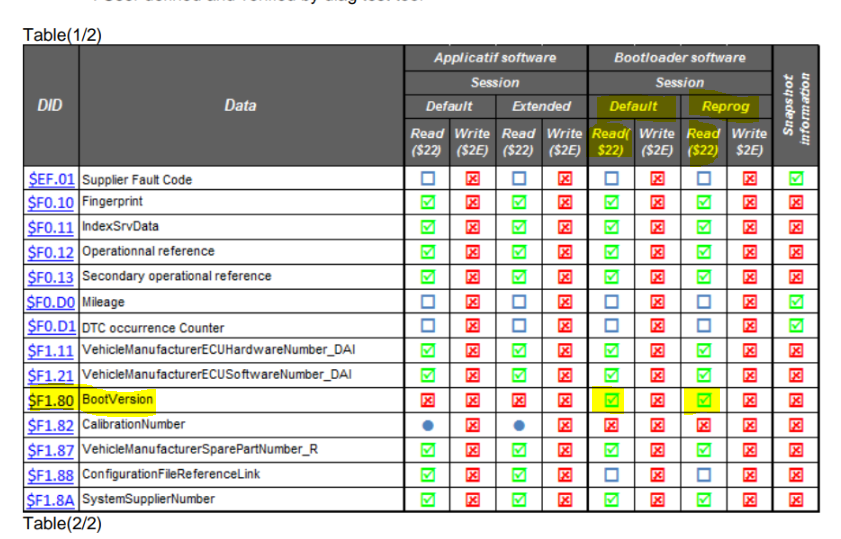 Table(1/2)
DID Data Applicatif software Bootloader software Snapshot information
Session Session
Default Extended Default Reprog
Read ($22) Write ($2E) Read ($22) Write ($2E) Read( $22) Write ($2E) Read ($22) Write $2E)
$EF.01 Supplier Fault Code
$F0.10 Fingerprint
$F0.11 IndexSrvData
$F0.12 Operationnal reference
$F0.13 Secondary operational reference
$F0.D0 Mileage
$F0.D1 DTC occurrence Counter
$F1.11 VehicleManufacturerECUHardwareNumber_DAI
$F1.21 VehicleManufacturerECUSoftwareNumber_DAI
$F1.80 BootVersion
$F1.82 CalibrationNumber
$F1.87 VehicleManufacturerSparePartNumber_R
$F1.88 ConfigurationFileReferenceLink
$F1.8A SystemSupplierNumber
Table(2/2)